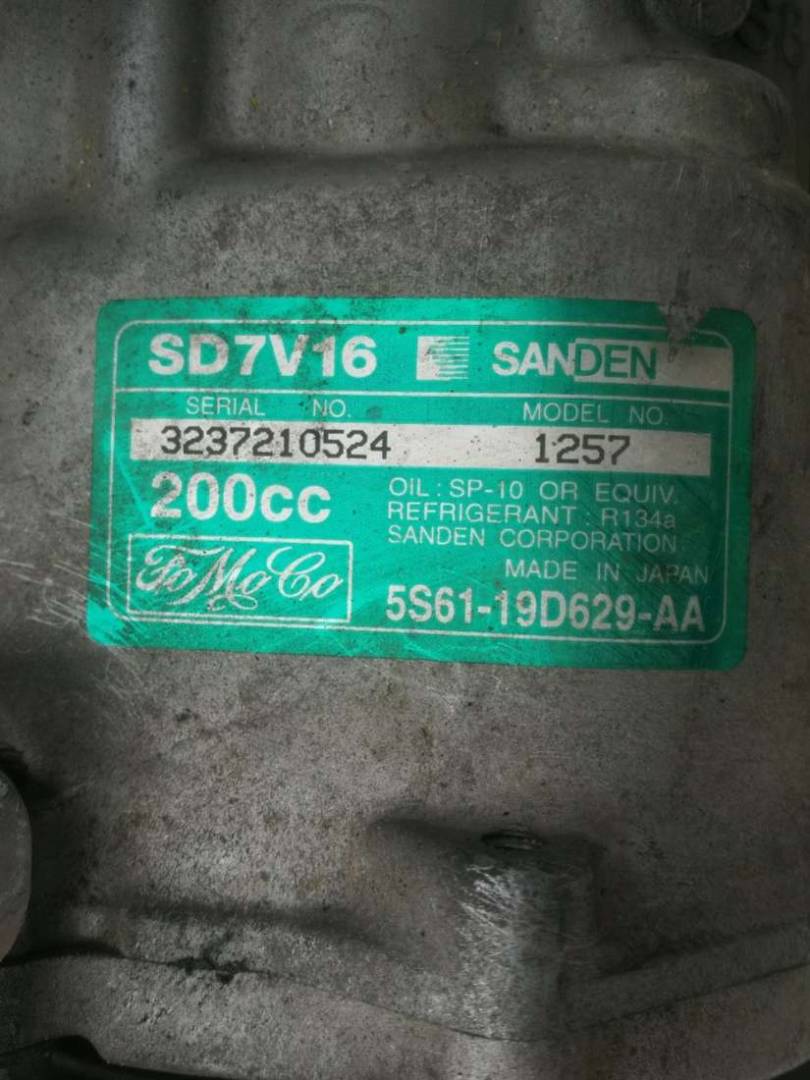 SD7V16 SANDEN
SERIAL NO. MODEL NO.
3237210524 1257
200cc OIL : SP-10 OR EQUIV.
REFRIGERANT : R134a
SANDEN CORPORATION
MADE IN JAPAN
FoMoCo 5S61-19D629-AA